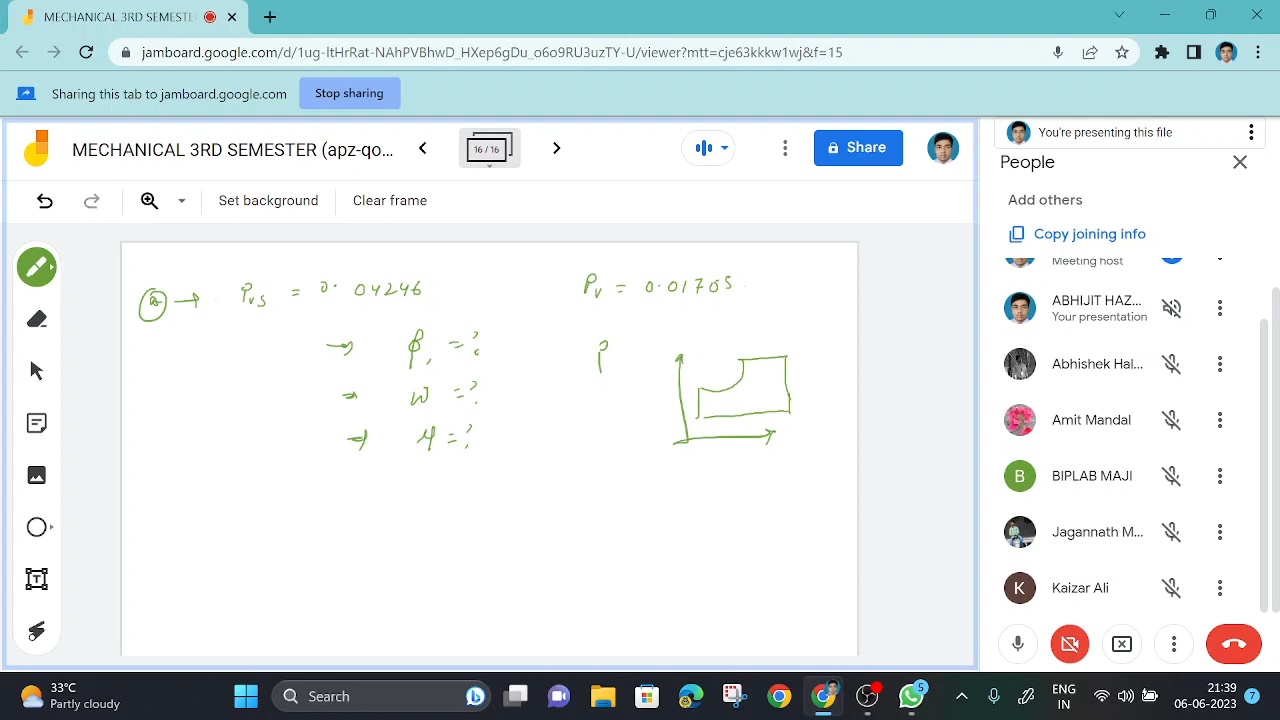 MECHANICAL 3RD SEMESTE
jamboard.google.com/d/1ug-ltHrRat-NAhPVBhwD_HXep6gDu_o6o9RU3uzTY-U/viewer?mtt=cje63kkkw1wj&f=15
Sharing this tab to jamboard.google.com
Stop sharing
MECHANICAL 3RD SEMESTER (apz-qo...
16 / 16
Share
Set background
Clear frame
Pvs = 0.04246
Pv = 0.01705
φ, = ?
P
W = ?
μ = ?
You're presenting this file
People
Add others
Copy joining info
Meeting host
ABHIJIT HAZ...
Your presentation
Abhishek Hal...
Amit Mandal
B
BIPLAB MAJI
Jagannath M...
K
Kaizar Ali
33°C
Partly cloudy
Search
5
ENG
IN
21:39
06-06-2023
7